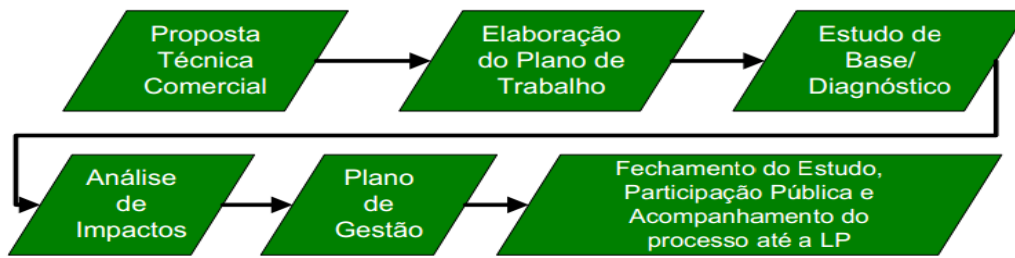 Proposta
Técnica
Comercial
Elaboração
do Plano de
Trabalho
Estudo de
Base/
Diagnóstico
Análise
de
Impactos
Plano
de
Gestão
Fechamento do Estudo,
Participação Pública e
Acompanhamento do
processo até a LP